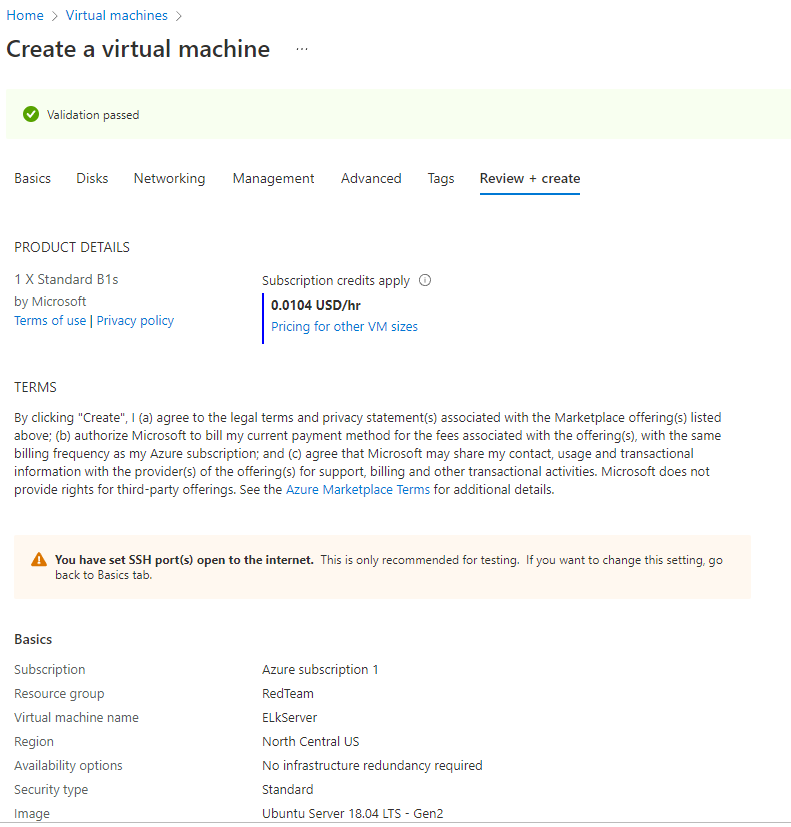 Home > Virtual machines >
Create a virtual machine ...
Validation passed
Basics Disks Networking Management Advanced Tags Review + create
PRODUCT DETAILS
1 X Standard B1s
by Microsoft
Terms of use | Privacy policy
Subscription credits apply
0.0104 USD/hr
Pricing for other VM sizes
TERMS
By clicking "Create", I (a) agree to the legal terms and privacy statement(s) associated with the Marketplace offering(s) listed
above; (b) authorize Microsoft to bill my current payment method for the fees associated with the offering(s), with the same
billing frequency as my Azure subscription; and (c) agree that Microsoft may share my contact, usage and transactional
information with the provider(s) of the offering(s) for support, billing and other transactional activities. Microsoft does not
provide rights for third-party offerings. See the Azure Marketplace Terms for additional details.
You have set SSH port(s) open to the internet. This is only recommended for testing. If you want to change this setting, go
back to Basics tab.
Basics
Subscription Azure subscription 1
Resource group RedTeam
Virtual machine name ELkServer
Region North Central US
Availability options No infrastructure redundancy required
Security type Standard
Image Ubuntu Server 18.04 LTS - Gen2